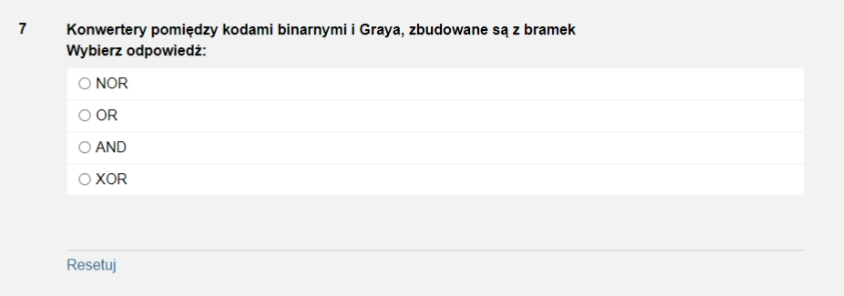 7 Konwertery pomiędzy kodami binarnymi i Graya, zbudowane są z bramek
Wybierz odpowiedź:
NOR
OR
AND
XOR
Resetuj